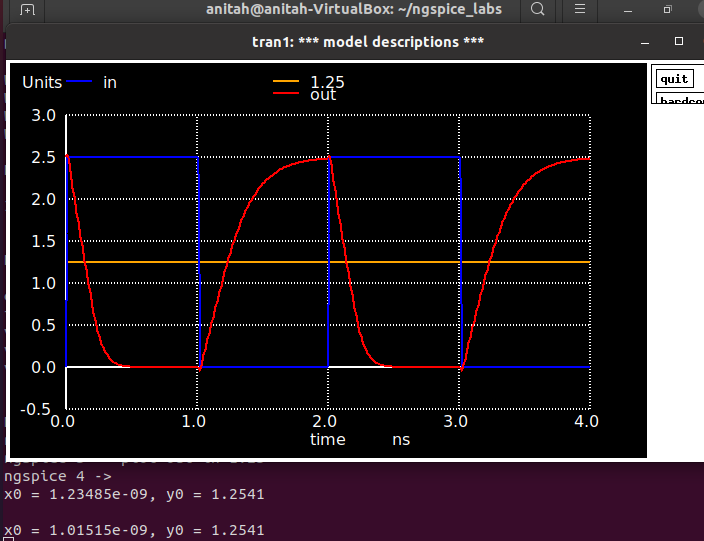 anitah@anitah-VirtualBox: ~/ngspice_labs
tran1: *** model descriptions ***
Units
in
1.25
out
quit
3.0
2.5
2.0
1.5
1.0
0.5
0.0
-0.5
0.0
1.0
2.0
3.0
4.0
time
ns
ngspice 4 ->
x0 = 1.23485e-09, y0 = 1.2541
x0 = 1.01515e-09, y0 = 1.2541